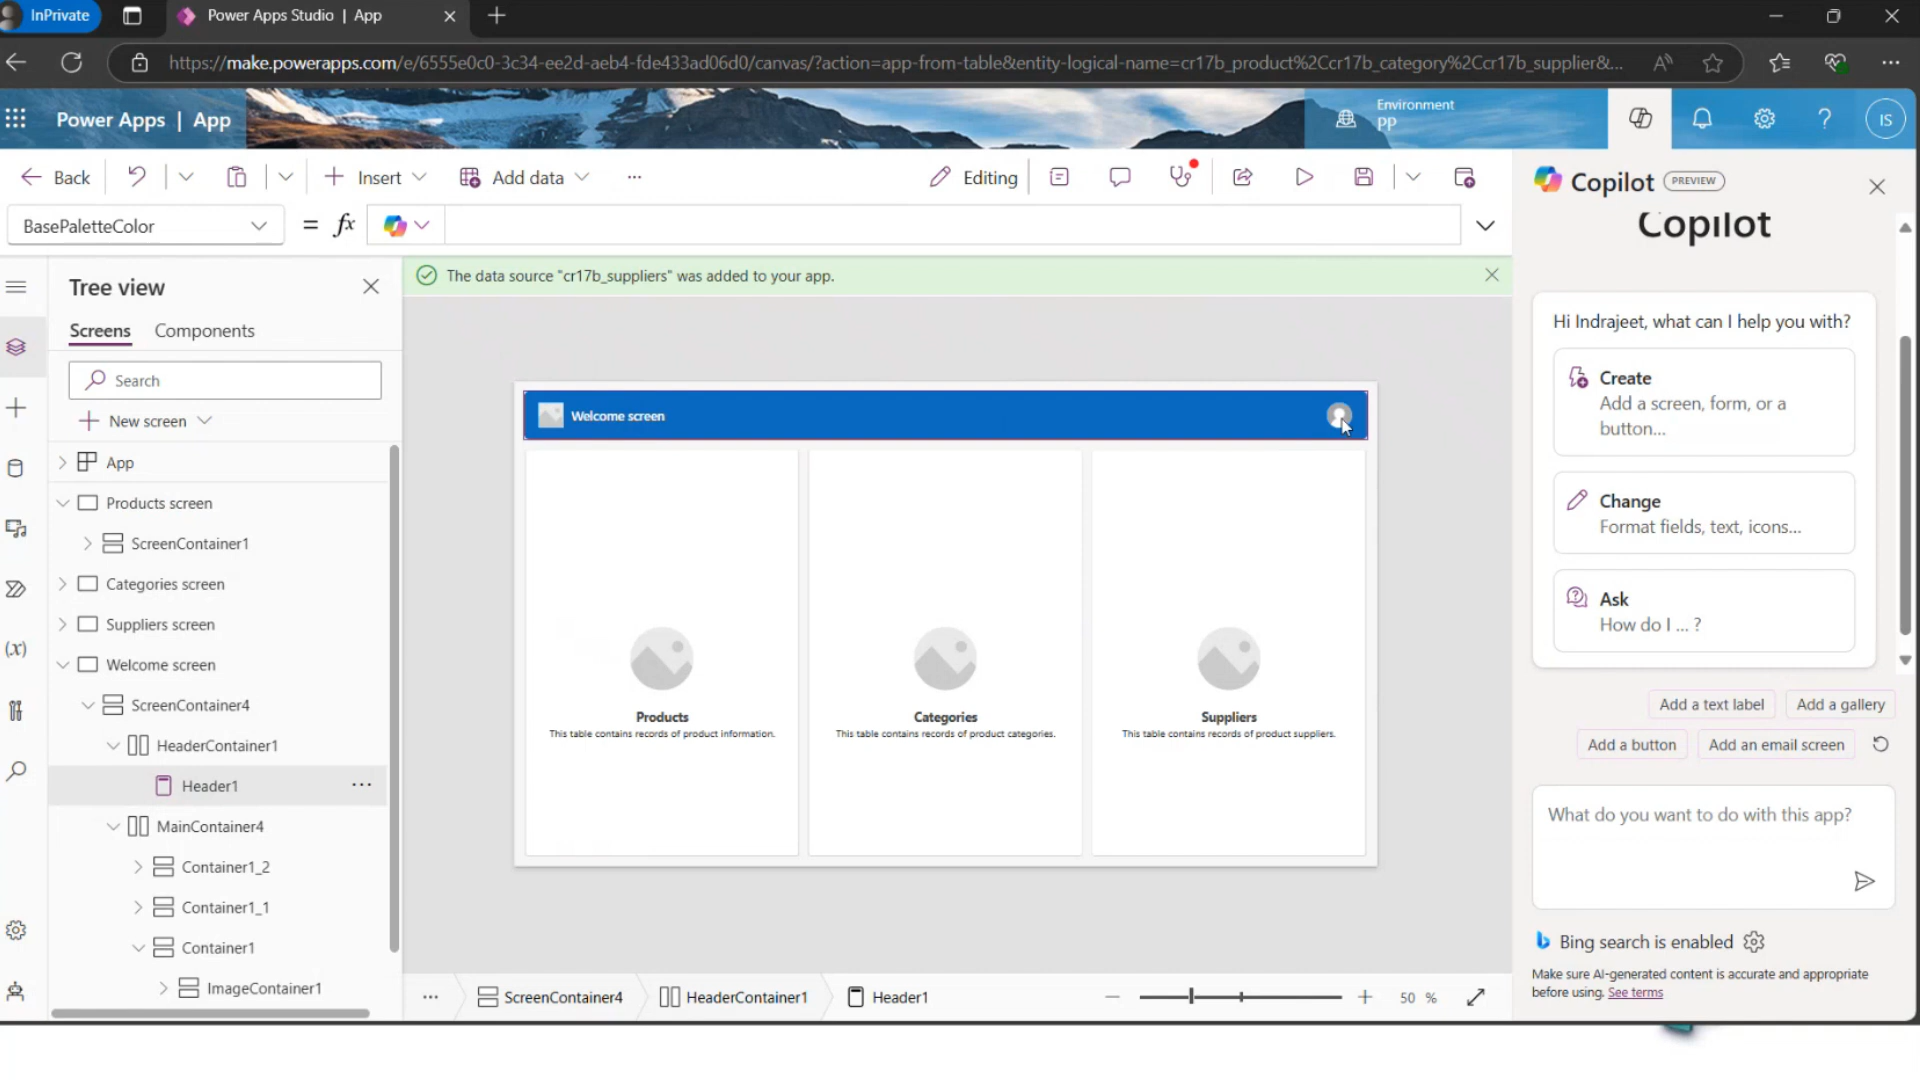 InPrivate
Power Apps Studio | App
https://make.powerapps.com/e/6555e0c0-3c34-ee2d-aeb4-fde433ad06d0/canvas/?action=app-from-table&entity-logical-name=cr17b_product%2Ccr17b_category%2Ccr17b_supplier&...
Power Apps | App
Environment
PP
IS
Back
Insert
Add data
Editing
Copilot
PREVIEW
BasePaletteColor
= fx
Copilot
The data source "cr17b_suppliers" was added to your app.
Tree view
Screens
Components
Search
New screen
App
Products screen
ScreenContainer1
Categories screen
Suppliers screen
Welcome screen
ScreenContainer4
HeaderContainer1
Header1
MainContainer4
Container1_2
Container1_1
Container1
ImageContainer1
(x)
Welcome screen
Products
This table contains records of product information.
Categories
This table contains records of product categories.
Suppliers
This table contains records of product suppliers.
ScreenContainer4
HeaderContainer1
Header1
50 %
Hi Indrajeet, what can I help you with?
Create
Add a screen, form, or a
button...
Change
Format fields, text, icons...
Ask
How do I ... ?
Add a text label
Add a gallery
Add a button
Add an email screen
What do you want to do with this app?
Bing search is enabled
Make sure AI-generated content is accurate and appropriate
before using. See terms